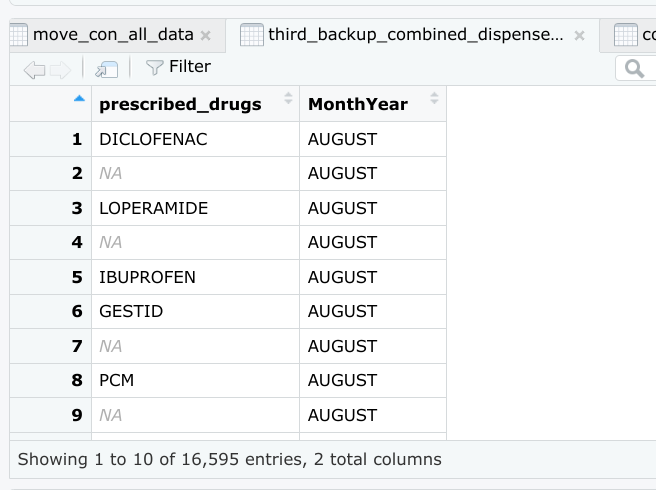 move_con_all_data × third_backup_combined_dispense... ×
Filter
prescribed_drugs MonthYear
1 DICLOFENAC AUGUST
2 NA AUGUST
3 LOPERAMIDE AUGUST
4 NA AUGUST
5 IBUPROFEN AUGUST
6 GESTID AUGUST
7 NA AUGUST
8 PCM AUGUST
9 NA AUGUST
Showing 1 to 10 of 16,595 entries, 2 total columns